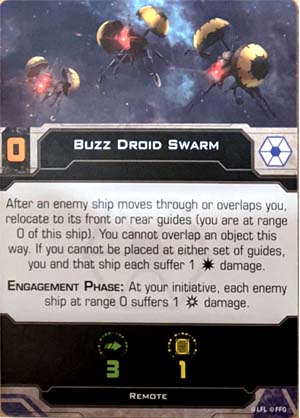 0
BUZZ DROID SWARM
After an enemy ship moves through or overlaps you,
relocate to its front or rear guides (you are at range
0 of this ship). You cannot overlap an object this
way. If you cannot be placed at either set of guides,
you and that ship each suffer 1 damage.
ENGAGEMENT PHASE: At your initiative, each enemy
ship at range 0 suffers 1 damage.
3 1
REMOTE
©LFL ©FFG